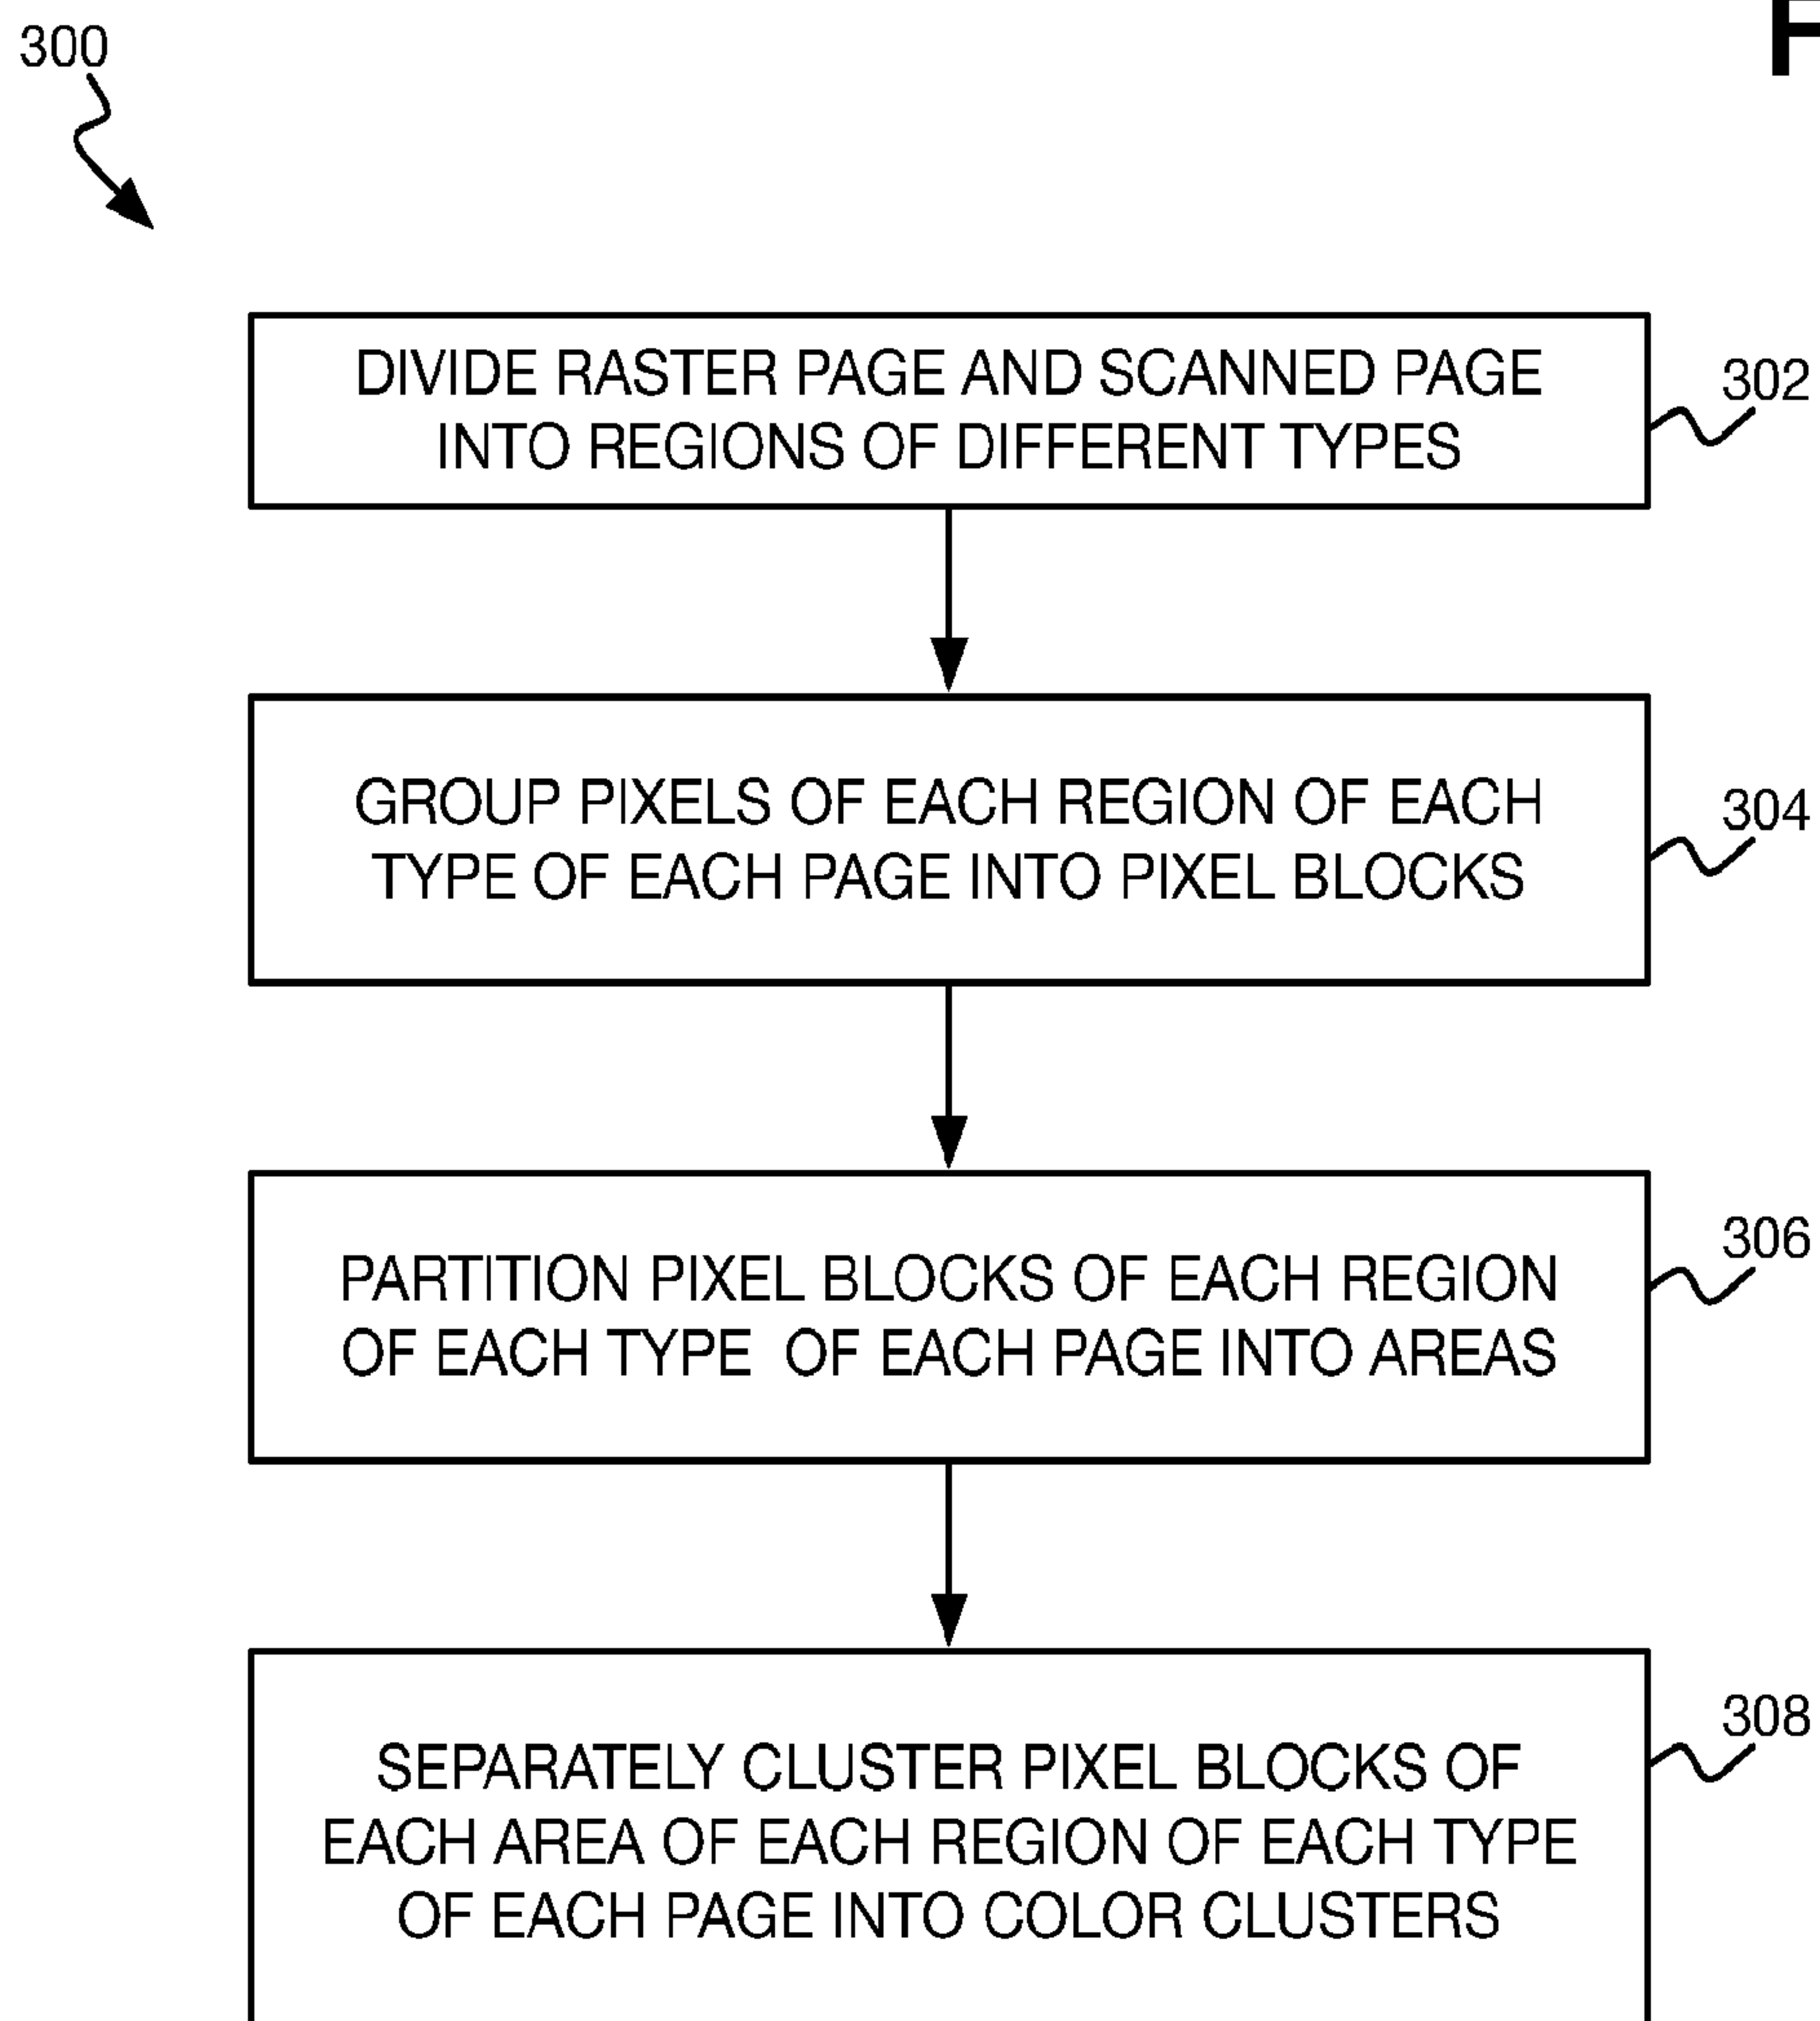 300
F
DIVIDE RASTER PAGE AND SCANNED PAGE
INTO REGIONS OF DIFFERENT TYPES
302
GROUP PIXELS OF EACH REGION OF EACH
TYPE OF EACH PAGE INTO PIXEL BLOCKS
304
PARTITION PIXEL BLOCKS OF EACH REGION
OF EACH TYPE  OF EACH PAGE INTO AREAS
306
SEPARATELY CLUSTER PIXEL BLOCKS OF
EACH AREA OF EACH REGION OF EACH TYPE
OF EACH PAGE INTO COLOR CLUSTERS
308